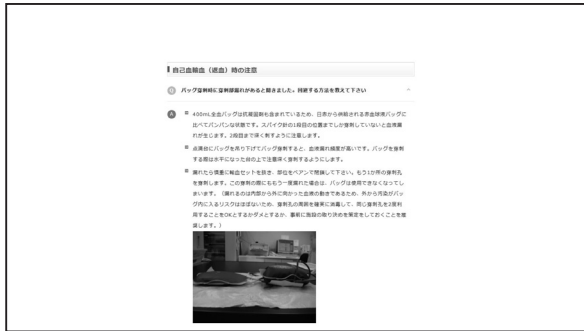 自己血輸血（返血）時の注意
Q バッグ穿刺時に穿刺部漏れがあると聞きました。回避する方法を教えて下さい
A 400mL全血バッグは抗凝固剤も含まれているため、日赤から供給される赤血球液バッグに
比べてパンパンな状態です。スパイク針の1段目の位置までしか穿刺していないと血液漏
れが生じます。2段目まで深く刺すように注意します。
点滴台にバッグを吊り下げてバッグ穿刺すると、血液漏れ頻度が高いです。バッグを穿刺
する際は水平になった台の上で注意深く穿刺するようにします。
漏れたら慎重に輸血セットを抜き、部位をペアンで閉鎖して下さい。もう1か所の穿刺孔
を穿刺します。この穿刺の際にももう一度漏れた場合は、バッグは使用できなくなってし
まいます。（漏れるのは内部から外に向かった血液の動きであるため、外から汚染がバッ
グ内に入るリスクはほぼないため、穿刺孔の周囲を確実に消毒して、同じ穿刺孔を2度利
用することをOKとするかダメとするか、事前に施設の取り決めを策定をしておくことを推
奨します。）